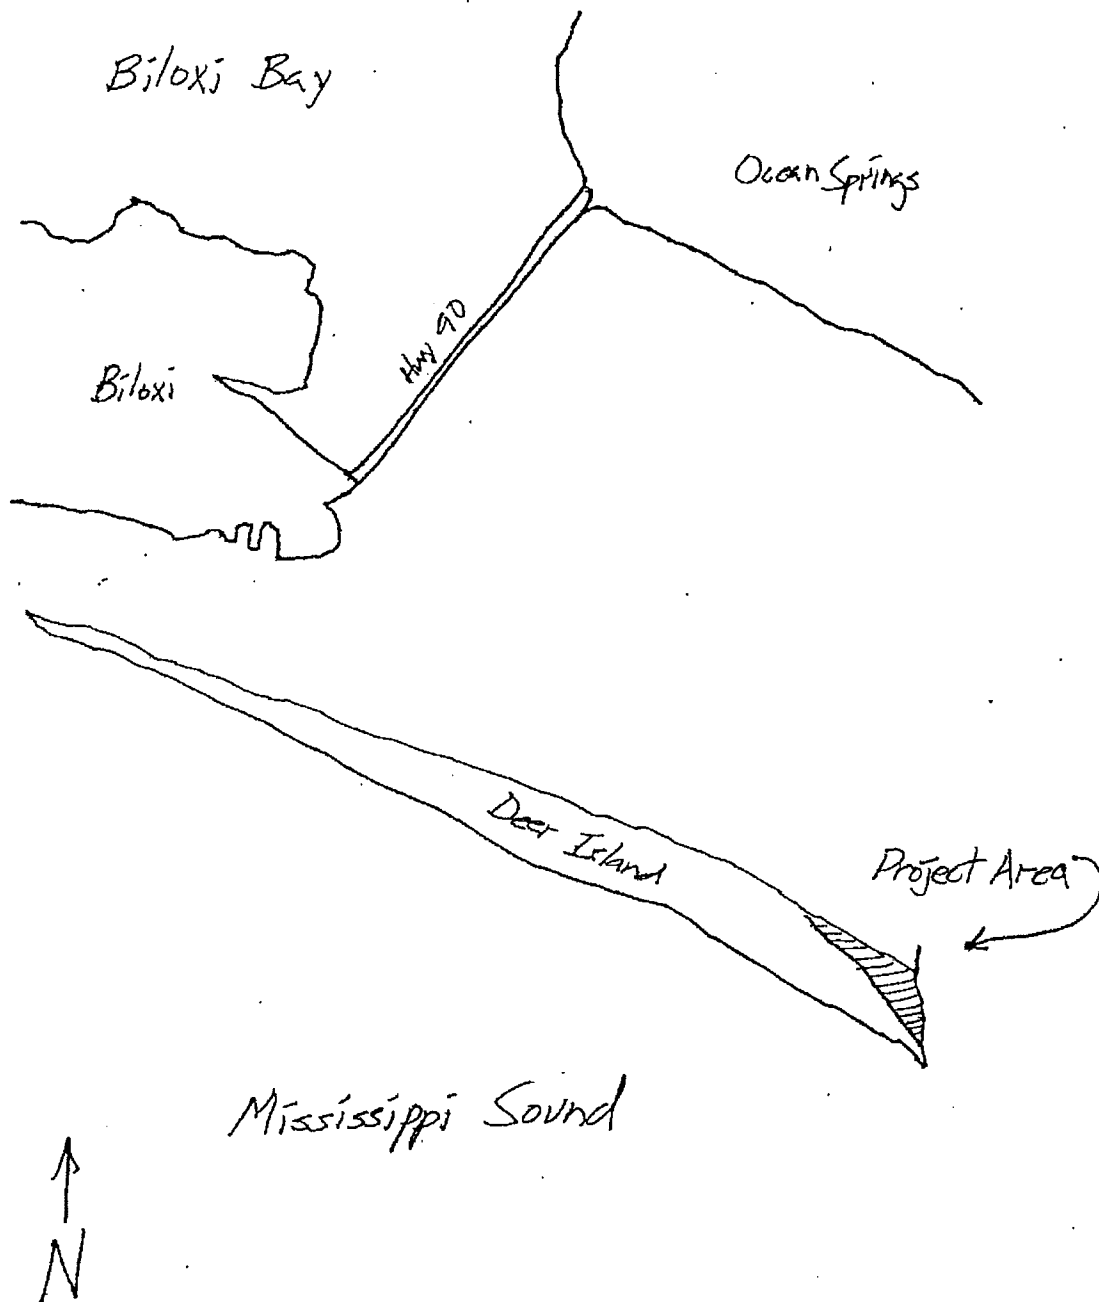 Biloxi Bay
Ocean Springs
Hwy 90
Biloxi
Deer Island
Project Area
Mississippi Sound
N